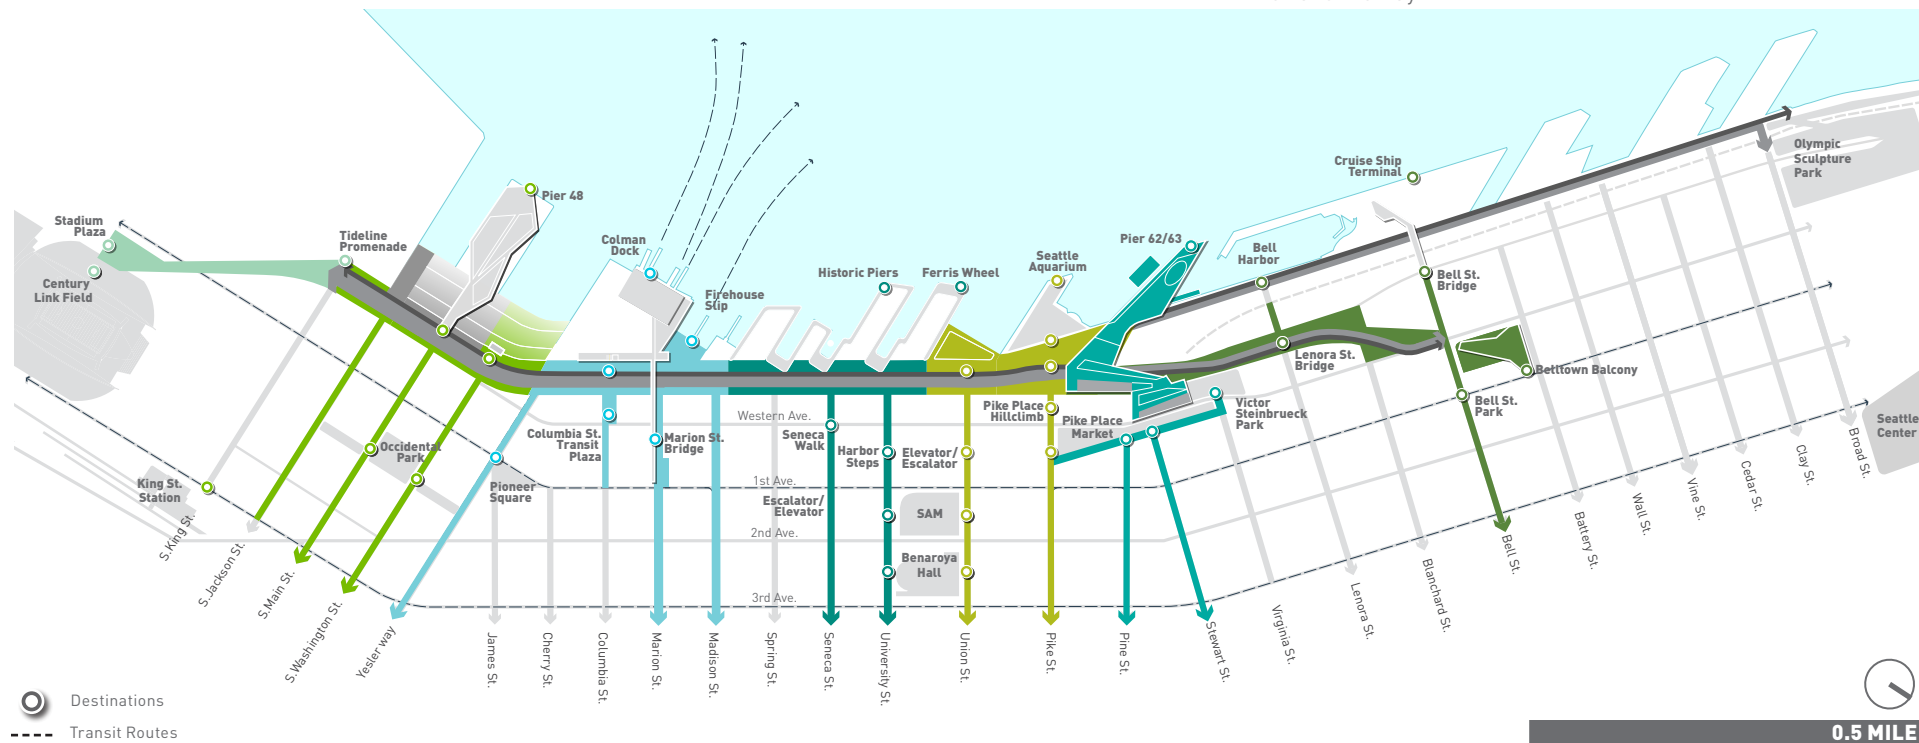 Stadium
Plaza
Century
Link Field
Tideline
Promenade
Pier 48
Colman
Dock
Firehouse
Slip
Historic Piers
Ferris Wheel
Seattle
Aquarium
Pier 62/63
Bell
Harbor
Cruise Ship
Terminal
Bell St.
Bridge
Olympic
Sculpture
Park
Lenora St.
Bridge
Belltown Balcony
Bell St.
Park
Victor
Steinbrueck
Park
Seattle
Center
Pike Place
Hillclimb
Pike Place
Market
Western Ave.
Columbia St.
Transit
Plaza
Marion St.
Bridge
Seneca
Walk
Harbor
Steps
Elevator/
Escalator
Occidental
Park
King St.
Station
Pioneer
Square
1st Ave.
Escalator/
Elevator
SAM
2nd Ave.
Benaroya
Hall
3rd Ave.
S.King St.
S.Jackson St.
S.Main St.
S.Washington St.
Yesler way
James St.
Cherry St.
Columbia St.
Marion St.
Madison St.
Spring St.
Seneca St.
University St.
Union St.
Pike St.
Pine St.
Stewart St.
Virginia St.
Lenora St.
Blanchard St.
Bell St.
Battery St.
Wall St.
Vine St.
Cedar St.
Clay St.
Broad St.
Destinations
Transit Routes
0.5 MILE